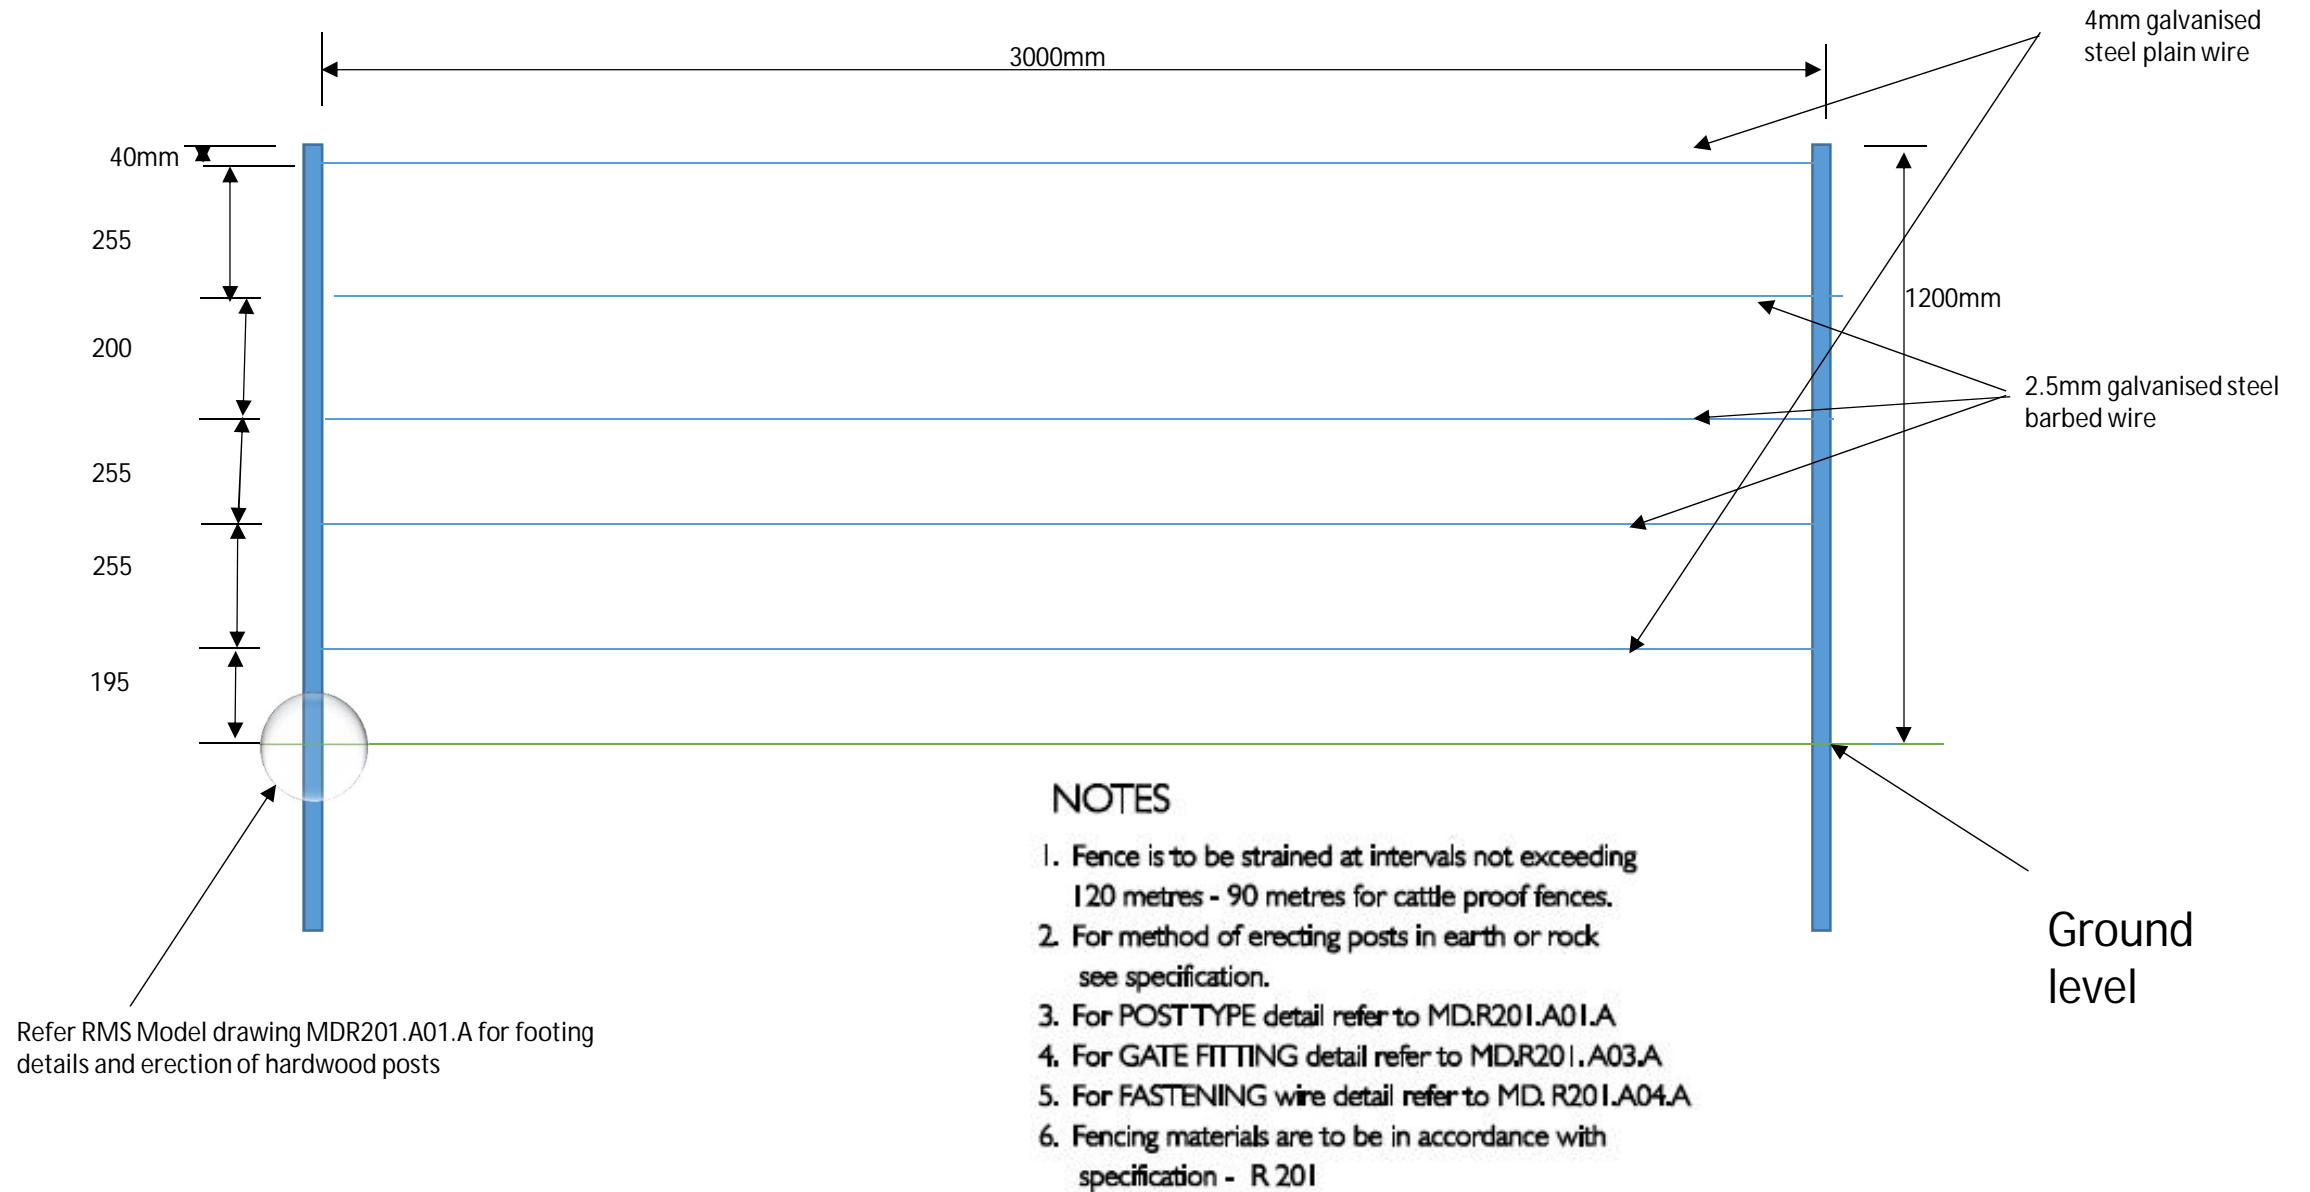 4mm galvanised
steel plain wire
3000mm
40mm
255
1200mm
200
2.5mm galvanised steel
barbed wire
255
255
195
NOTES
1. Fence is to be strained at intervals not exceeding
120 metres - 90 metres for cattle proof fences.
2. For method of erecting posts in earth or rock
see specification.
3. For POST TYPE detail refer to MD.R201.A01.A
4. For GATE FITTING detail refer to MD.R201.A03.A
5. For FASTENING wire detail refer to MD. R201.A04.A
6. Fencing materials are to be in accordance with
specification - R 201
Ground
level
Refer RMS Model drawing MDR201.A01.A for footing
details and erection of hardwood posts